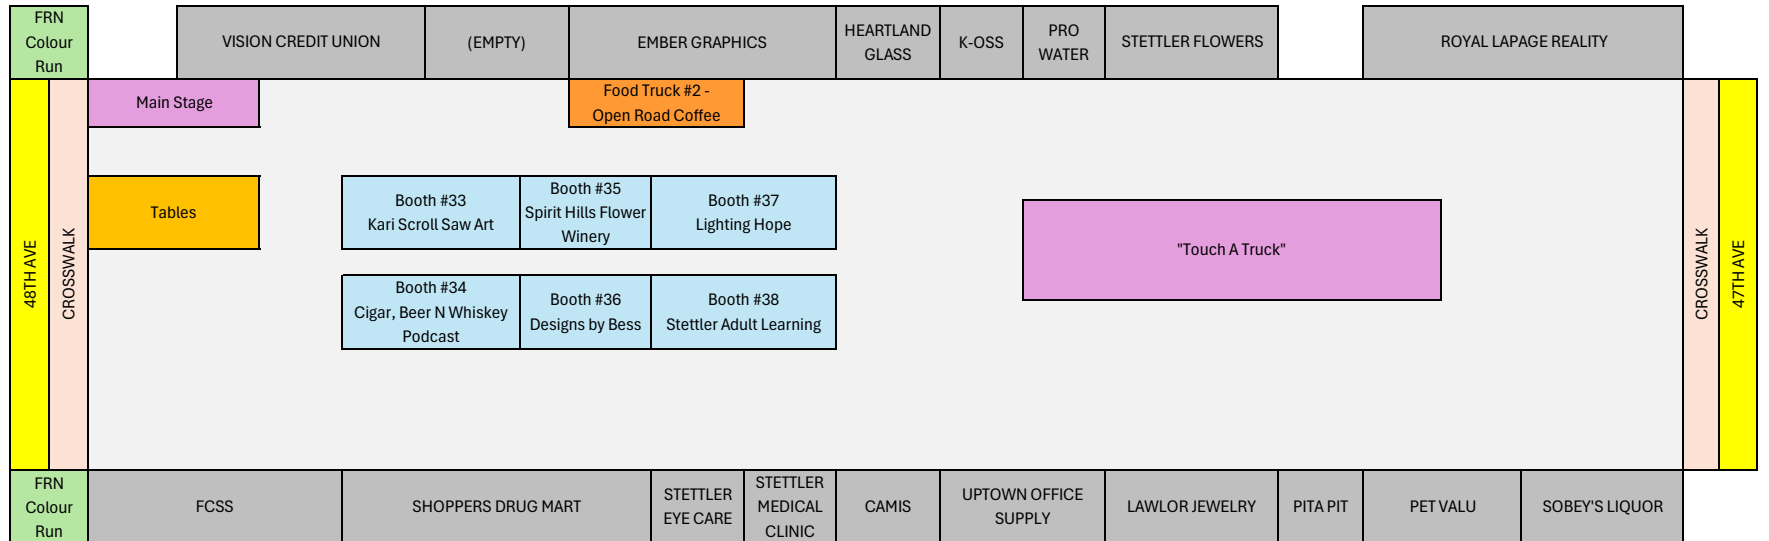 FRN
Colour
Run
VISION CREDIT UNION
(EMPTY)
EMBER GRAPHICS
HEARTLAND
GLASS
K-OSS
PRO
WATER
STETTLER FLOWERS
ROYAL LAPAGE REALITY
48TH AVE
CROSSWALK
Main Stage
Food Truck #2 -
Open Road Coffee
Tables
Booth #33
Kari Scroll Saw Art
Booth #35
Spirit Hills Flower
Winery
Booth #37
Lighting Hope
Booth #34
Cigar, Beer N Whiskey
Podcast
Booth #36
Designs by Bess
Booth #38
Stettler Adult Learning
"Touch A Truck"
CROSSWALK
47TH AVE
FRN
Colour
Run
FCSS
SHOPPERS DRUG MART
STETTLER
EYE CARE
STETTLER
MEDICAL
CLINIC
CAMIS
UPTOWN OFFICE
SUPPLY
LAWLOR JEWELRY
PITA PIT
PET VALU
SOBEY'S LIQUOR